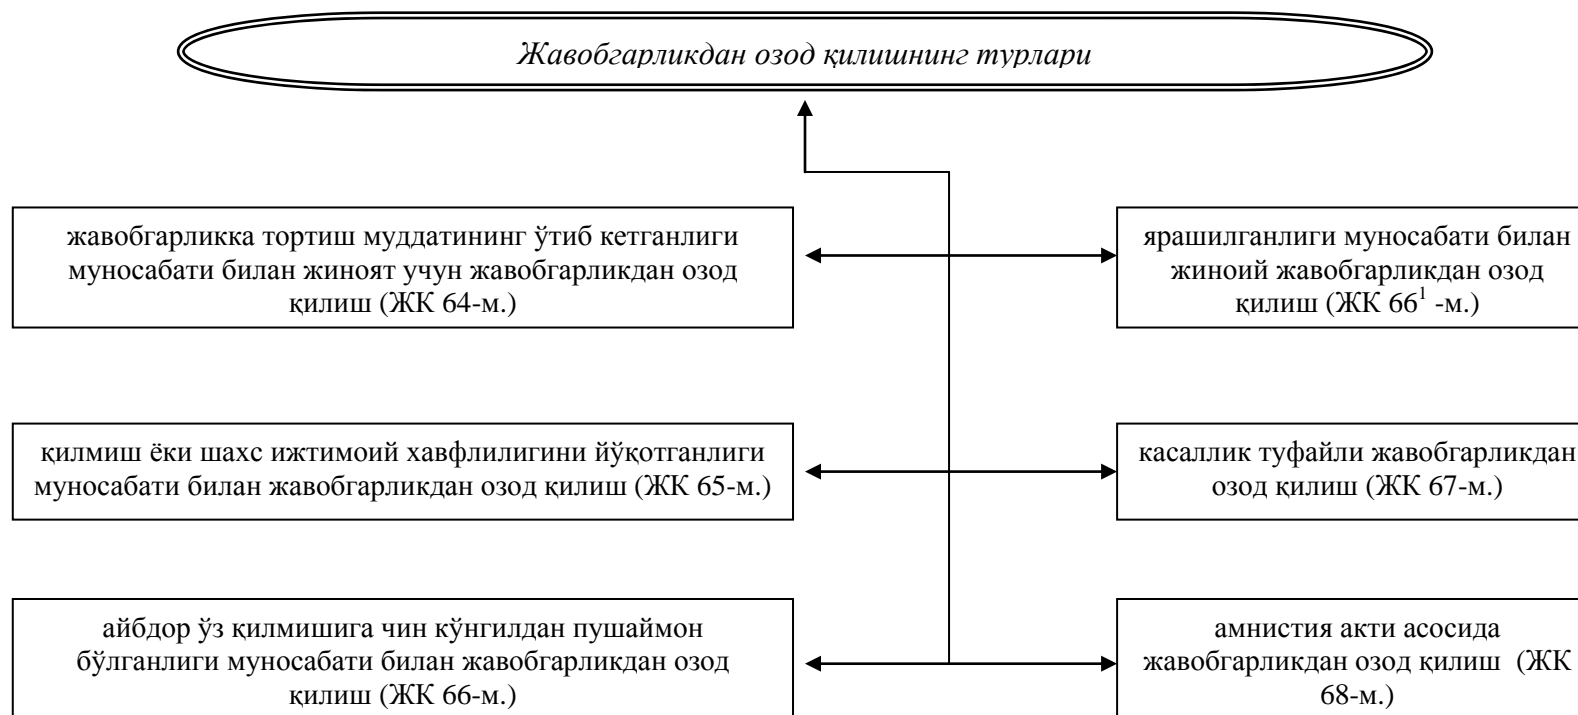 Жавобгарликдан озод қилишнинг турлари
жавобгарликка тортиш муддатининг ўтиб кетганлиги
муносабати билан жиноят учун жавобгарликдан озод
қилиш (ЖК 64-м.)
ярашилганлиги муносабати билан
жиноий жавобгарликдан озод
қилиш (ЖК 66¹ -м.)
қилмиш ёки шахс ижтимоий хавфлилигини йўқотганлиги
муносабати билан жавобгарликдан озод қилиш (ЖК 65-м.)
касаллик туфайли жавобгарликдан
озод қилиш (ЖК 67-м.)
айбдор ўз қилмишига чин кўнгилдан пушаймон
бўлганлиги муносабати билан жавобгарликдан озод
қилиш (ЖК 66-м.)
амнистия акти асосида
жавобгарликдан озод қилиш (ЖК
68-м.)